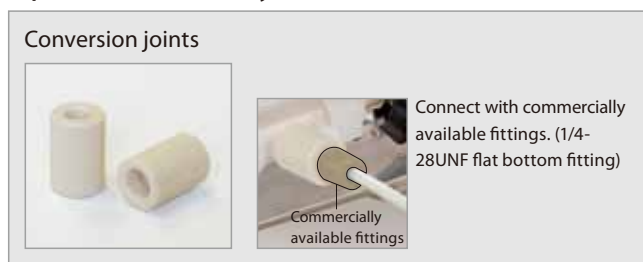 Conversion joints
Connect with commercially
available fittings. (1/4-
28UNF flat bottom fitting)
Commercially
available fittings